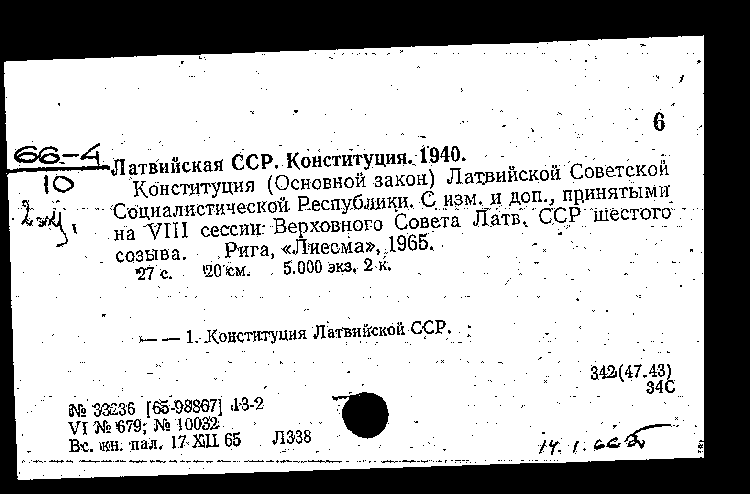 6
66-4
10
2 экз.
Латвийская ССР. Конституция. 1940.
Конституция (Основной закон) Латвийской Советской
Социалистической Республики. С изм. и доп., принятыми
на VIII сессии Верховного Совета Латв. ССР шестого
созыва. Рига, «Лиесма», 1965.
27 с. 20 см. 5.000 экз. 2 к.
— — 1. Конституция Латвийской ССР.
342(47.43)
34С
№ 33236 [65-98867] 13-2
VI № 679; № 10032
Вс. кн. пал. 17 XII 65 Л338
14.1.66